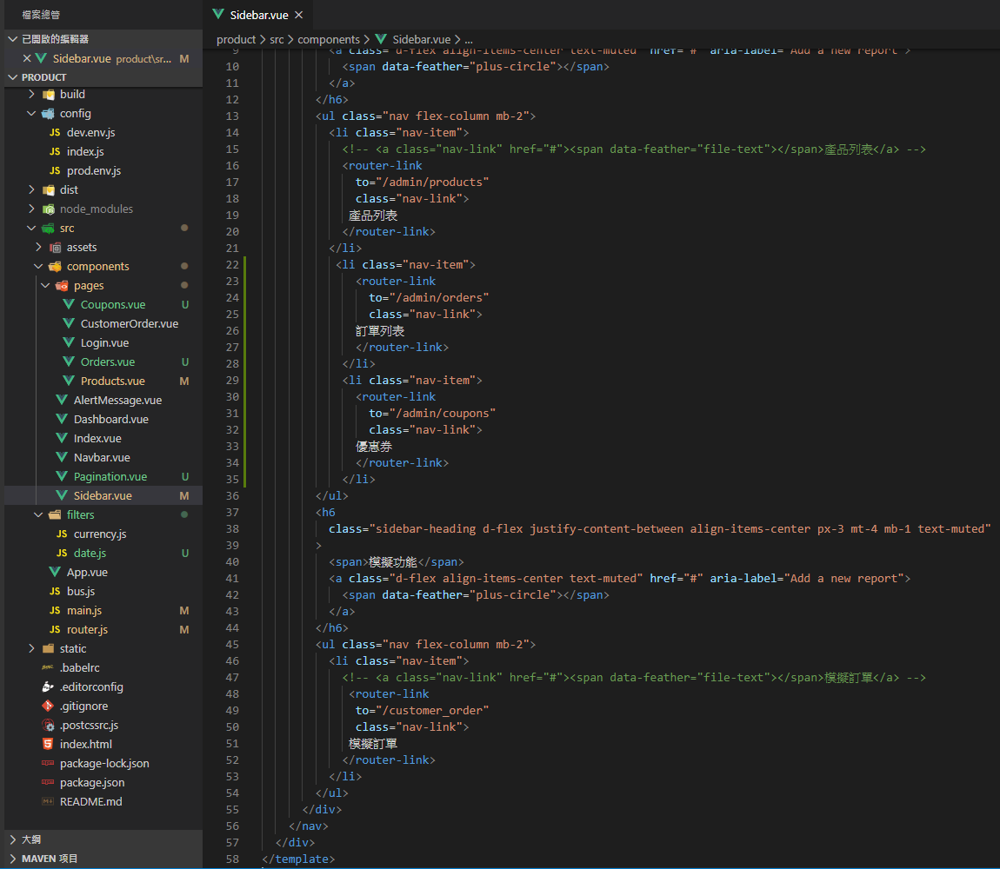 檔案總管
已開啟的編輯器
Sidebar.vue product\sr... M
PRODUCT
build
config
JS dev.env.js
JS index.js
JS prod.env.js
dist
node_modules
src
assets
components
pages
Coupons.vue U
CustomerOrder.vue
Login.vue
Orders.vue U
Products.vue M
AlertMessage.vue
Dashboard.vue
Index.vue
Navbar.vue
Pagination.vue U
Sidebar.vue M
filters
JS currency.js
JS date.js U
App.vue
JS bus.js
JS main.js M
JS router.js M
static
.babelrc
.editorconfig
.gitignore
.postcssrc.js
index.html
package-lock.json
package.json
README.md
大綱
MAVEN 項目
Sidebar.vue
product > src > components > Sidebar.vue > ...
9 <a class="d-flex align-items-center text-muted" href="#" aria-label="Add a new report">
10 <span data-feather="plus-circle"></span>
11 </a>
12 </h6>
13 <ul class="nav flex-column mb-2">
14 <li class="nav-item">
15 <!-- <a class="nav-link" href="#"><span data-feather="file-text"></span>產品列表</a> -->
16 <router-link
17 to="/admin/products"
18 class="nav-link">
19 產品列表
20 </router-link>
21 </li>
22 <li class="nav-item">
23 <router-link
24 to="/admin/orders"
25 class="nav-link">
26 訂單列表
27 </router-link>
28 </li>
29 <li class="nav-item">
30 <router-link
31 to="/admin/coupons"
32 class="nav-link">
33 優惠券
34 </router-link>
35 </li>
36 </ul>
37 <h6
38 class="sidebar-heading d-flex justify-content-between align-items-center px-3 mt-4 mb-1 text-muted"
39 >
40 <span>模擬功能</span>
41 <a class="d-flex align-items-center text-muted" href="#" aria-label="Add a new report">
42 <span data-feather="plus-circle"></span>
43 </a>
44 </h6>
45 <ul class="nav flex-column mb-2">
46 <li class="nav-item">
47 <!-- <a class="nav-link" href="#"><span data-feather="file-text"></span>模擬訂單</a> -->
48 <router-link
49 to="/customer_order"
50 class="nav-link">
51 模擬訂單
52 </router-link>
53 </li>
54 </ul>
55 </div>
56 </nav>
57 </div>
58 </template>